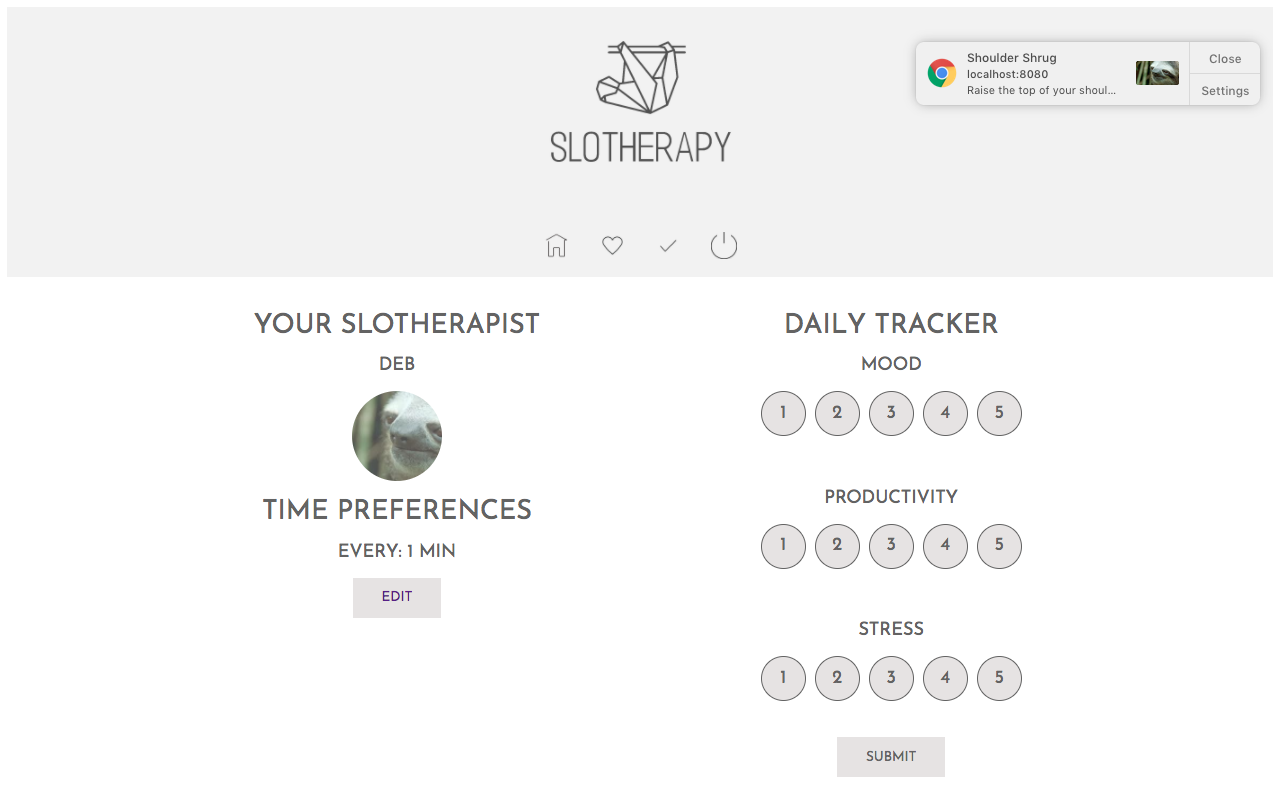 SLOTHERAPY
Shoulder Shrug
localhost:8080
Raise the top of your shoul...
Close
Settings
YOUR SLOTHERAPIST
DEB
TIME PREFERENCES
EVERY: 1 MIN
EDIT
DAILY TRACKER
MOOD
1 2 3 4 5
PRODUCTIVITY
1 2 3 4 5
STRESS
1 2 3 4 5
SUBMIT